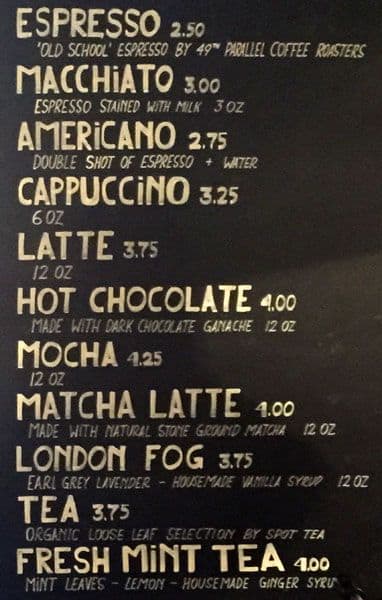 ESPRESSO 2.50
'OLD SCHOOL' ESPRESSO BY 49TH PARALLEL COFFEE ROASTERS
MACCHiATO 3.00
ESPRESSO STAINED WITH MILK 3 OZ
AMERiCANO 2.75
DOUBLE SHOT OF ESPRESSO + WATER
CAPPUCCiNO 3.25
6 OZ
LATTE 3.75
12 OZ
HOT CHOCOLATE 4.00
MADE WITH DARK CHOCOLATE GANACHE 12 OZ
MOCHA 4.25
12 OZ
MATCHA LATTE 4.00
MADE WITH NATURAL STONE GROUND MATCHA 12 OZ
LONDON FOG 3.75
EARL GREY LAVENDER - HOUSEMADE VANILLA SYRUP 12 OZ
TEA 3.75
ORGANIC LOOSE LEAF SELECTION BY SPOT TEA
FRESH MiNT TEA 4.00
MINT LEAVES - LEMON - HOUSEMADE GINGER SYRUP